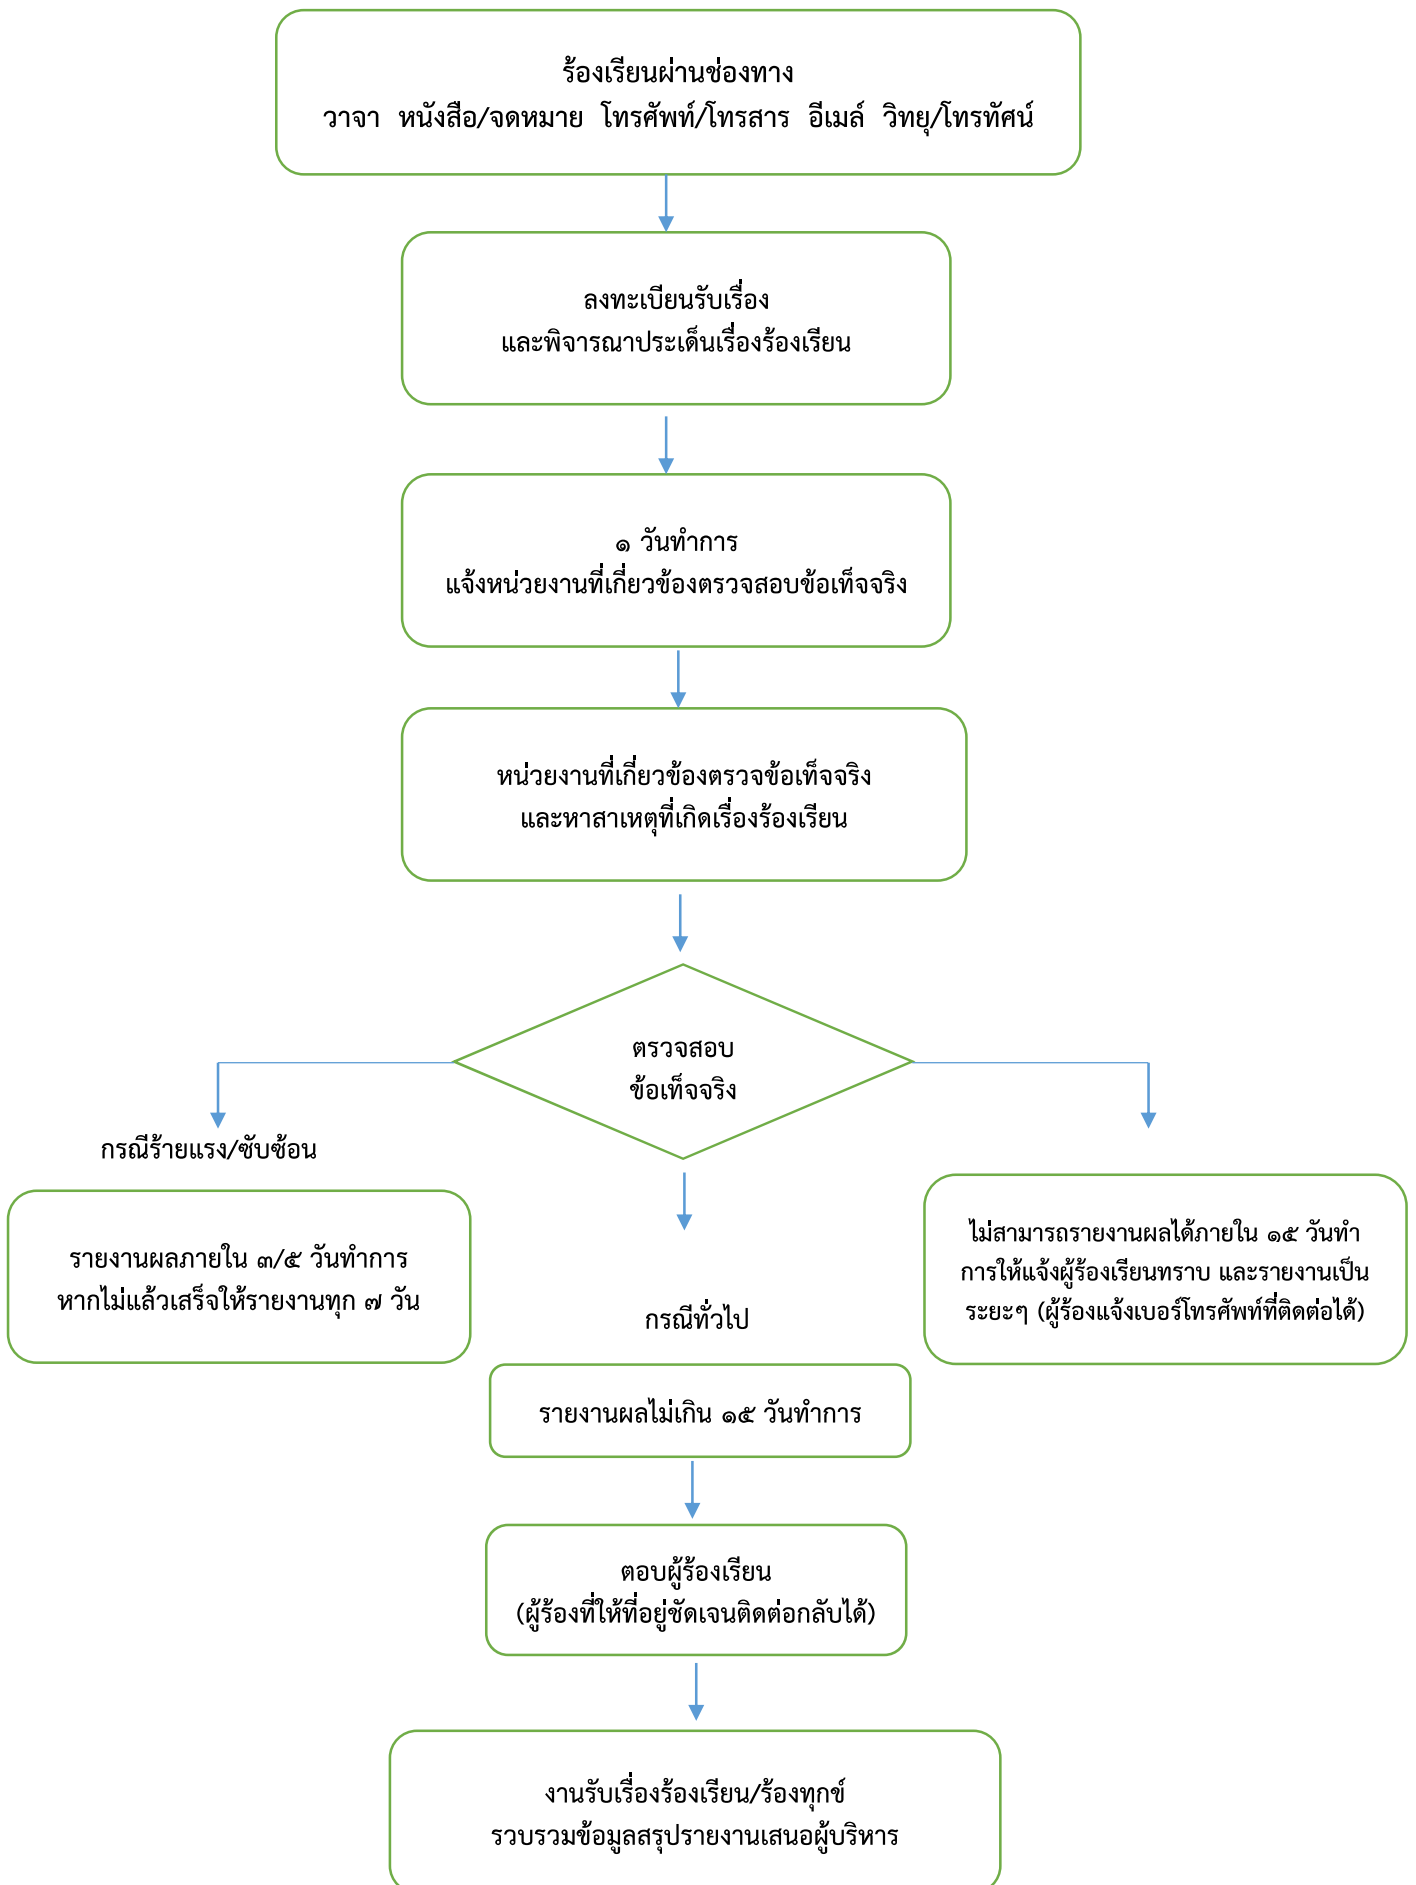 ร้องเรียนผ่านช่องทาง
วาจา หนังสือ/จดหมาย โทรศัพท์/โทรสาร อีเมล์ วิทยุ/โทรทัศน์
ลงทะเบียนรับเรื่อง
และพิจารณาประเด็นเรื่องร้องเรียน
๑ วันทำการ
แจ้งหน่วยงานที่เกี่ยวข้องตรวจสอบข้อเท็จจริง
หน่วยงานที่เกี่ยวข้องตรวจข้อเท็จจริง
และหาสาเหตุที่เกิดเรื่องร้องเรียน
ตรวจสอบ
ข้อเท็จจริง
กรณีร้ายแรง/ซับซ้อน
รายงานผลภายใน ๓/๕ วันทำการ
หากไม่แล้วเสร็จให้รายงานทุก ๗ วัน
ไม่สามารถรายงานผลได้ภายใน ๑๕ วันทำ
การให้แจ้งผู้ร้องเรียนทราบ และรายงานเป็น
ระยะๆ (ผู้ร้องแจ้งเบอร์โทรศัพท์ที่ติดต่อได้)
กรณีทั่วไป
รายงานผลไม่เกิน ๑๕ วันทำการ
ตอบผู้ร้องเรียน
(ผู้ร้องที่ให้ที่อยู่ชัดเจนติดต่อกลับได้)
งานรับเรื่องร้องเรียน/ร้องทุกข์
รวบรวมข้อมูลสรุปรายงานเสนอผู้บริหาร